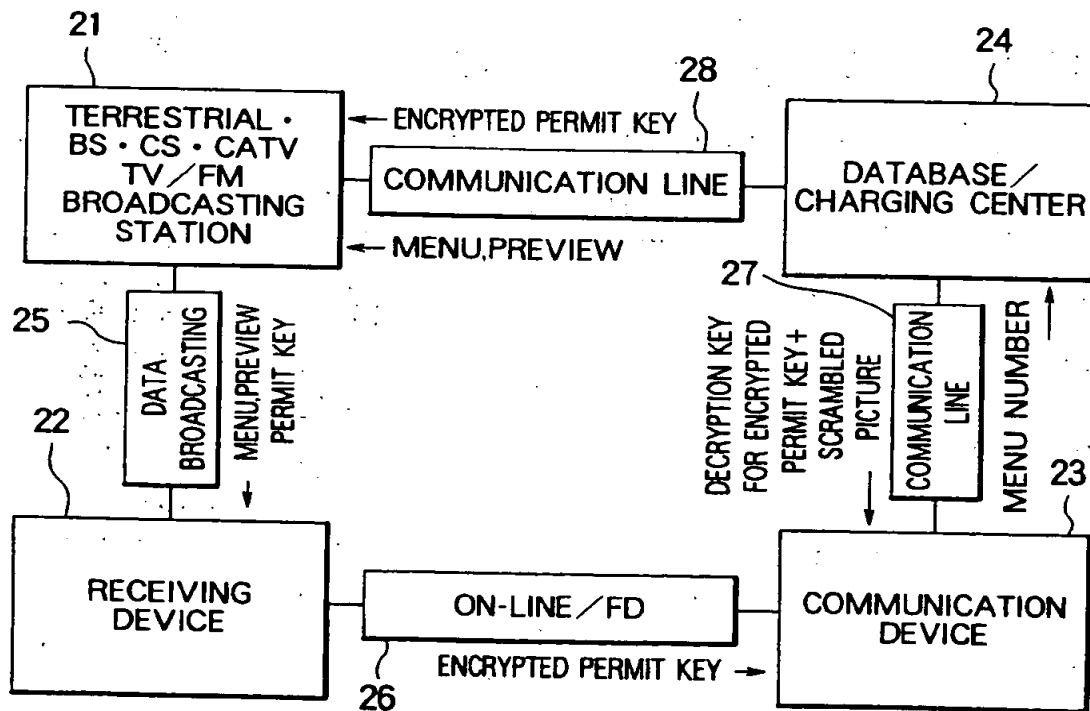 21
TERRESTRIAL・
BS・CS・CATV
TV/FM
BROADCASTING
STATION
← ENCRYPTED PERMIT KEY
28
COMMUNICATION LINE
← MENU,PREVIEW
24
DATABASE/
CHARGING CENTER
25
DATA
BROADCASTING
MENU,PREVIEW
PERMIT KEY
27
DECRYPTION KEY
FOR ENCRYPTED
PERMIT KEY+
SCRAMBLED
PICTURE
COMMUNICATION
LINE
MENU NUMBER
22
RECEIVING
DEVICE
ON-LINE/FD
26
ENCRYPTED PERMIT KEY →
23
COMMUNICATION
DEVICE